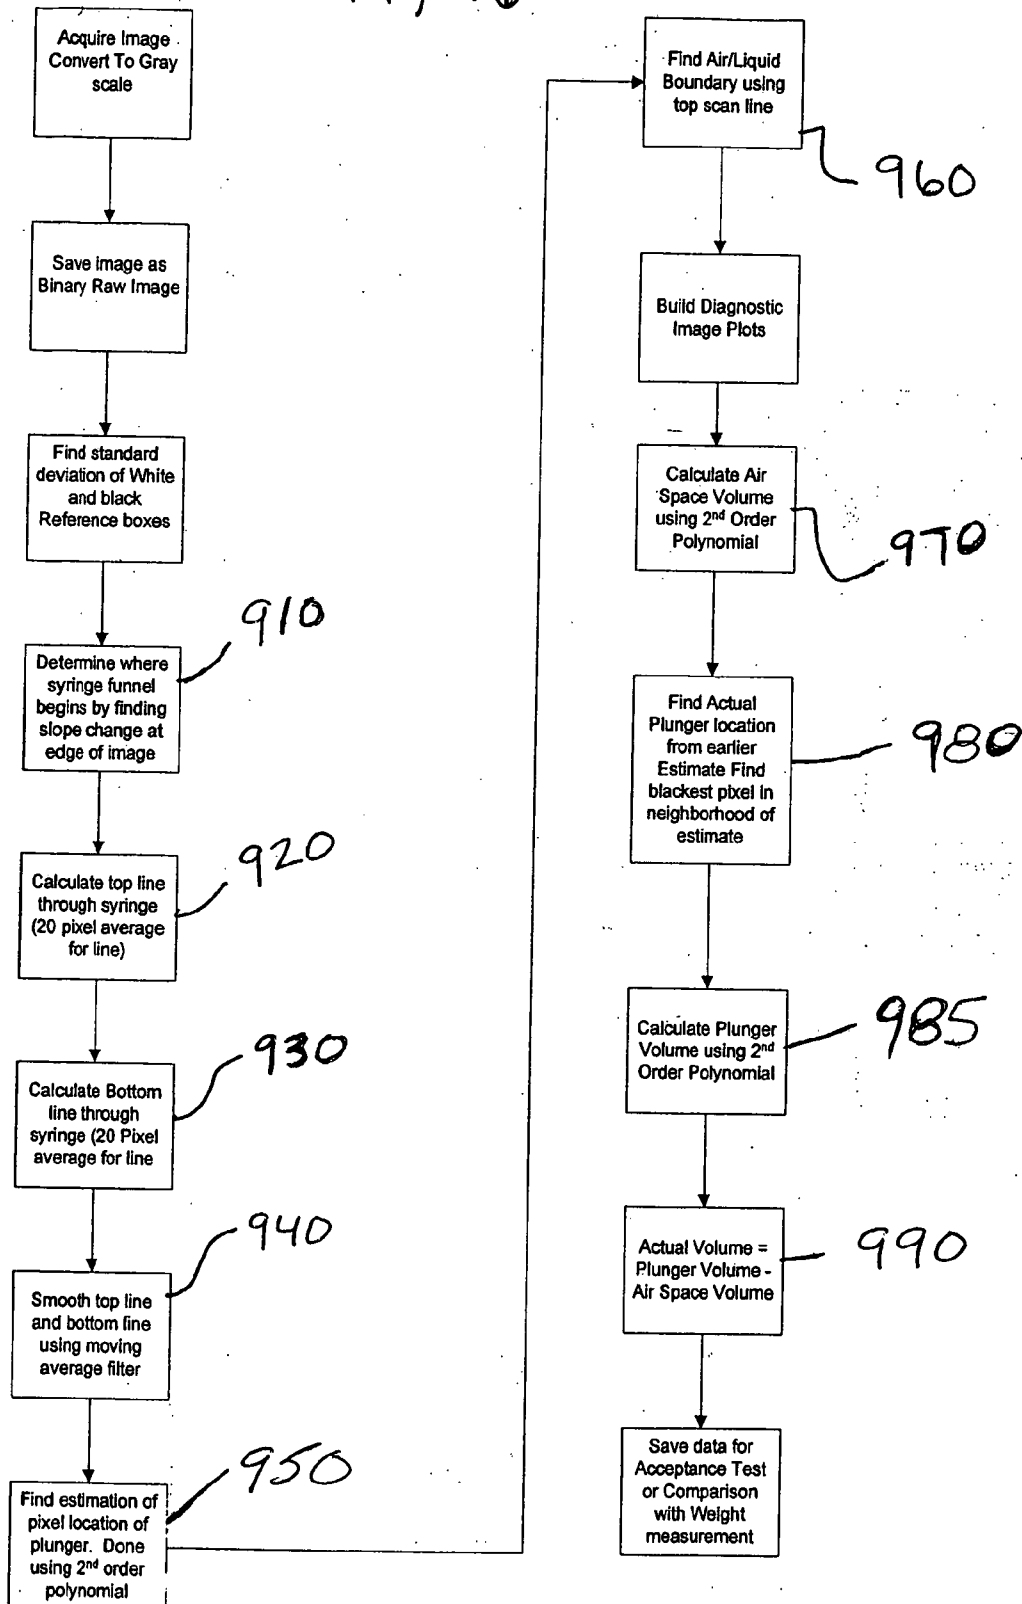 Acquire Image
Convert To Gray
scale
Save image as
Binary Raw Image
Find standard
deviation of White
and black
Reference boxes
910
Determine where
syringe funnel
begins by finding
slope change at
edge of image
920
Calculate top line
through syringe
(20 pixel average
for line)
930
Calculate Bottom
line through
syringe (20 Pixel
average for line
940
Smooth top line
and bottom line
using moving
average filter
950
Find estimation of
pixel location of
plunger. Done
using 2nd order
polynomial
Find Air/Liquid
Boundary using
top scan line
960
Build Diagnostic
Image Plots
Calculate Air
Space Volume
using 2nd Order
Polynomial
970
Find Actual
Plunger location
from earlier
Estimate Find
blackest pixel in
neighborhood of
estimate
980
Calculate Plunger
Volume using 2nd
Order Polynomial
985
Actual Volume =
Plunger Volume -
Air Space Volume
990
Save data for
Acceptance Test
or Comparison
with Weight
measurement